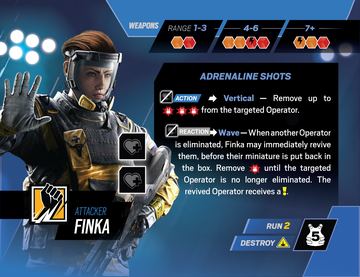 WEAPONS
RANGE 1-3
4-6
7+
ADRENALINE SHOTS
ACTION Vertical — Remove up to
from the targeted Operator.
REACTION Wave — When another Operator
is eliminated, Finka may immediately revive
them, before their miniature is put back in
the box. Remove until the targeted
Operator is no longer eliminated. The
revived Operator receives a !.
ATTACKER
FINKA
RUN 2
DESTROY
5